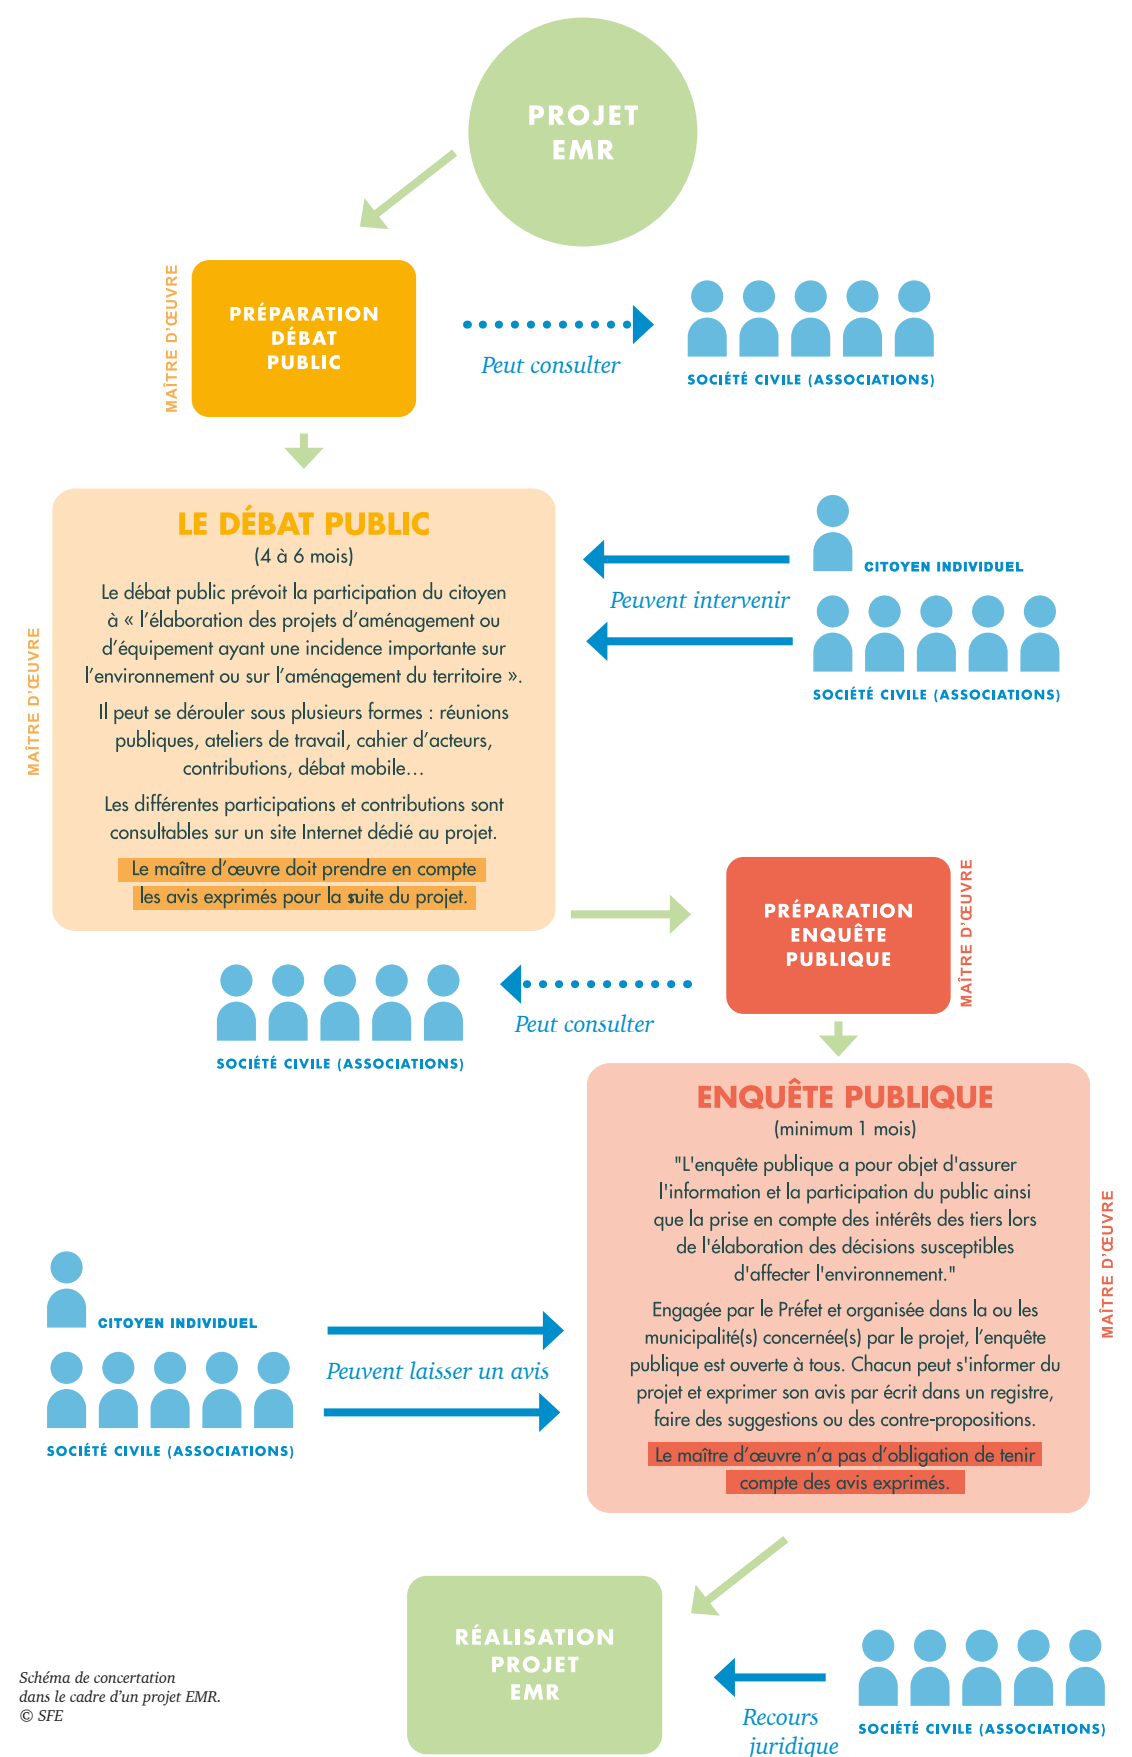 PROJET
EMR
MAÎTRE D'ŒUVRE
PRÉPARATION
DÉBAT
PUBLIC
Peut consulter
SOCIÉTÉ CIVILE (ASSOCIATIONS)
MAÎTRE D'ŒUVRE
LE DÉBAT PUBLIC
(4 à 6 mois)
Le débat public prévoit la participation du citoyen
à « l'élaboration des projets d'aménagement ou
d'équipement ayant une incidence importante sur
l'environnement ou sur l'aménagement du territoire ».
Il peut se dérouler sous plusieurs formes : réunions
publiques, ateliers de travail, cahier d'acteurs,
contributions, débat mobile…
Les différentes participations et contributions sont
consultables sur un site Internet dédié au projet.
Le maître d'œuvre doit prendre en compte
les avis exprimés pour la suite du projet.
CITOYEN INDIVIDUEL
Peuvent intervenir
SOCIÉTÉ CIVILE (ASSOCIATIONS)
PRÉPARATION
ENQUÊTE
PUBLIQUE
MAÎTRE D'ŒUVRE
Peut consulter
SOCIÉTÉ CIVILE (ASSOCIATIONS)
ENQUÊTE PUBLIQUE
(minimum 1 mois)
"L'enquête publique a pour objet d'assurer
l'information et la participation du public ainsi
que la prise en compte des intérêts des tiers lors
de l'élaboration des décisions susceptibles
d'affecter l'environnement."
Engagée par le Préfet et organisée dans la ou les
municipalité(s) concernée(s) par le projet, l'enquête
publique est ouverte à tous. Chacun peut s'informer du
projet et exprimer son avis par écrit dans un registre,
faire des suggestions ou des contre-propositions.
Le maître d'œuvre n'a pas d'obligation de tenir
compte des avis exprimés.
MAÎTRE D'ŒUVRE
CITOYEN INDIVIDUEL
Peuvent laisser un avis
SOCIÉTÉ CIVILE (ASSOCIATIONS)
RÉALISATION
PROJET
EMR
Recours
juridique
SOCIÉTÉ CIVILE (ASSOCIATIONS)
Schéma de concertation
dans le cadre d'un projet EMR.
© SFE